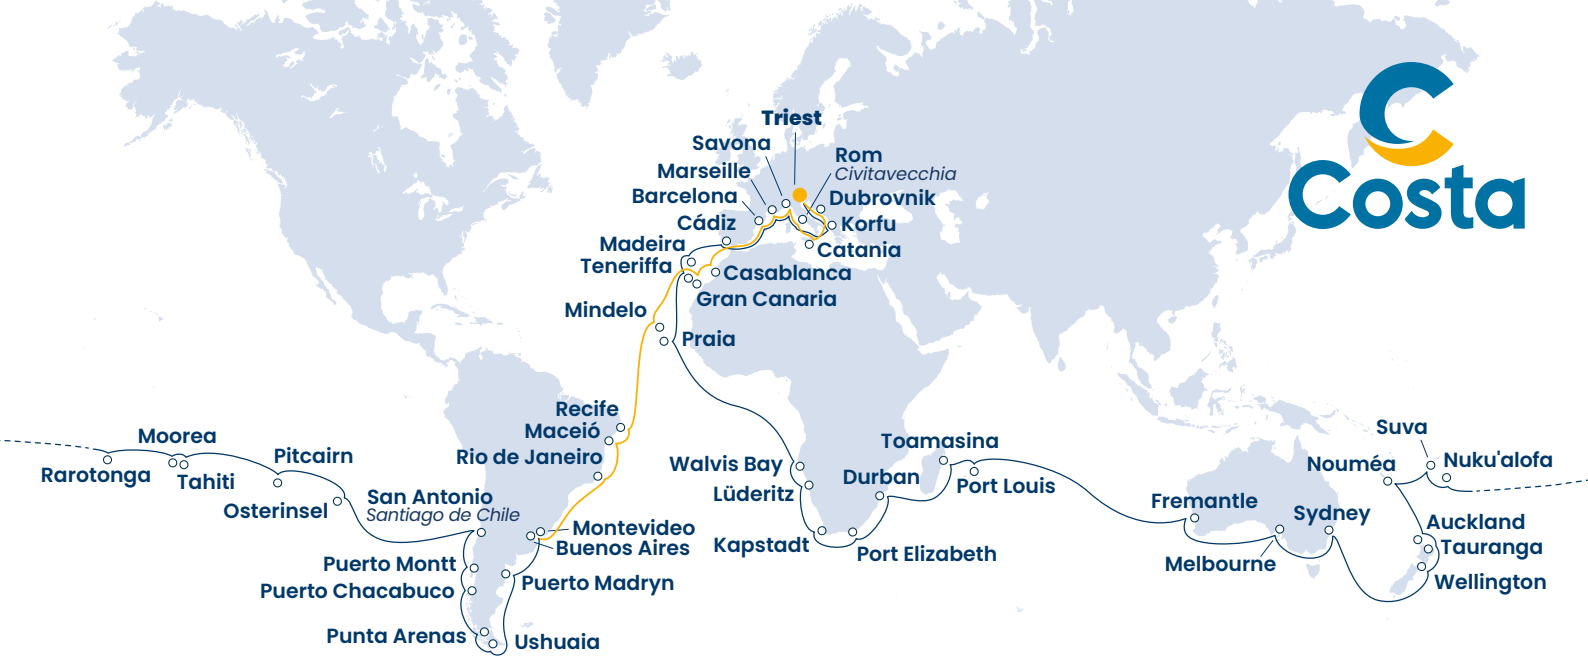 Triest
Savona
Rom
Civitavecchia
Marseille
Barcelona
Dubrovnik
Cádiz
Korfu
Madeira
Catania
Teneriffa
Casablanca
Gran Canaria
Mindelo
Praia
Costa
Recife
Maceió
Rio de Janeiro
Moorea
Rarotonga
Tahiti
Pitcairn
Osterinsel
San Antonio
Santiago de Chile
Montevideo
Buenos Aires
Puerto Montt
Puerto Chacabuco
Puerto Madryn
Punta Arenas
Ushuaia
Walvis Bay
Lüderitz
Kapstadt
Durban
Port Elizabeth
Toamasina
Port Louis
Fremantle
Melbourne
Sydney
Suva
Nouméa
Nuku'alofa
Auckland
Tauranga
Wellington